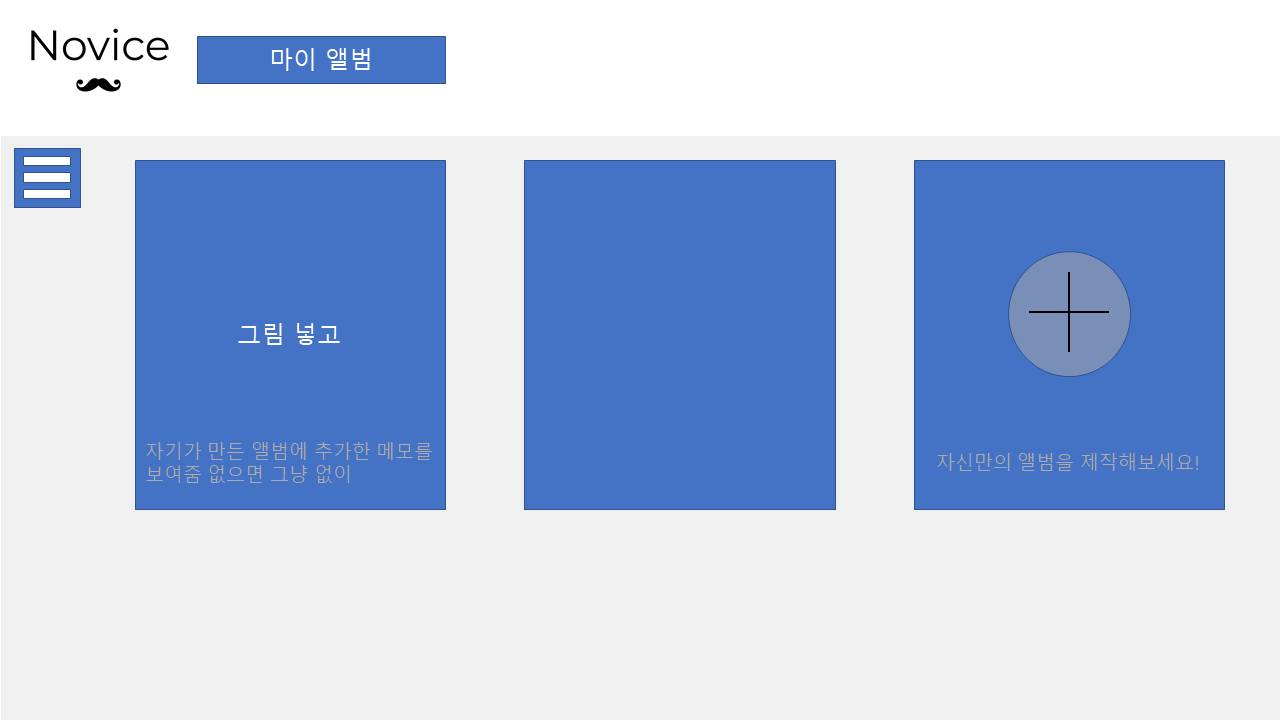 Novice
마이 앨범
그림 넣고
자기가 만든 앨범에 추가한 메모를
보여줌 없으면 그냥 없이
자신만의 앨범을 제작해보세요!